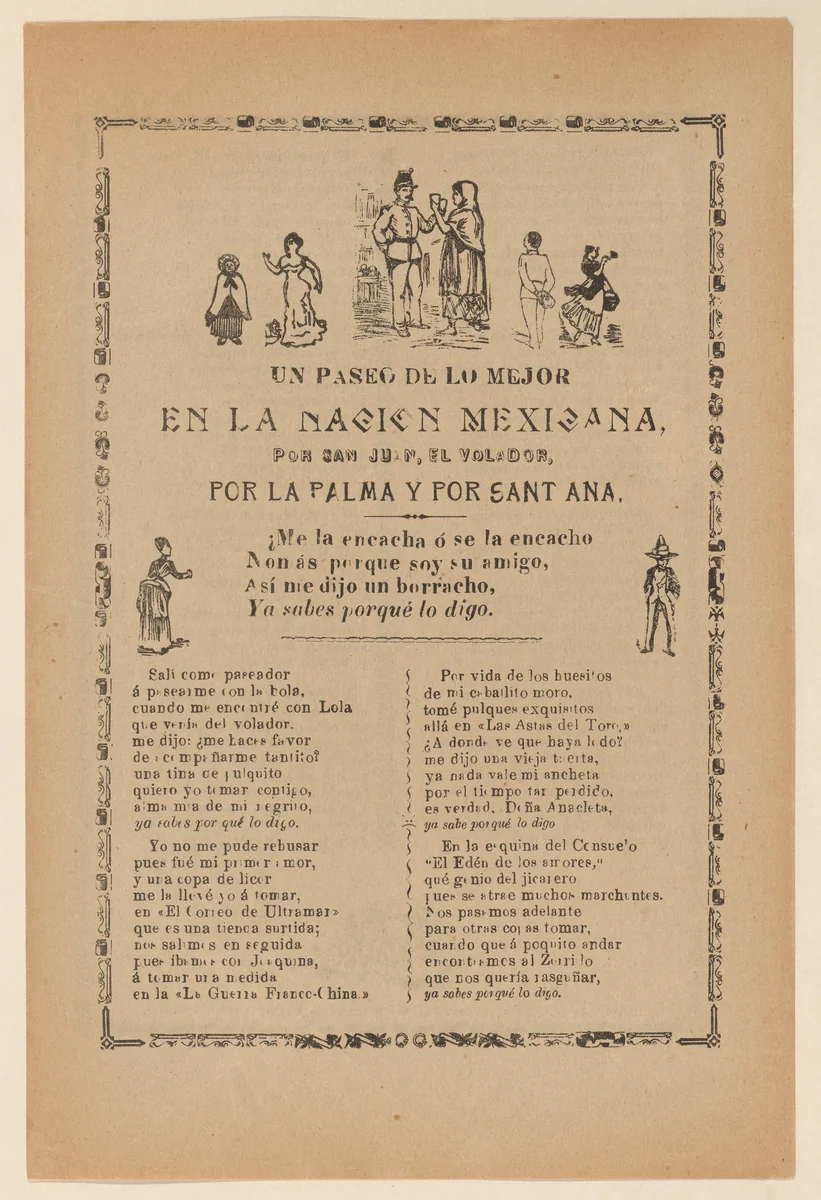 UN PASEO DE LO MEJOR
EN LA NACION MEXICANA,
POR SAN JUAN, EL VOLADOR,
POR LA PALMA Y POR SANTANA.
¿Me la encacha ó se la encacho
Non ás porque soy su amigo,
Así me dijo un borracho,
Ya sabes porqué lo digo.
Salí como paseador
á pasearme con la bola,
cuando me encontré con Lola
que venía del volador.
me dijo: ¿me haces favor
de acompañarme tantito?
una tina de pulquito
quiero yo tomar contigo,
alma mía de mi negrito,
ya sabes por qué lo digo.
Yo no me pude rehusar
pues fué mi primer amor,
y una copa de licor
me la llevé yo á tomar,
en «El Correo de Ultramar»
que es una tienda surtida;
nos salimos en seguida
pues íbamos con Joaquina,
á tomar una medida
en la «La Guerra Franco-China.»
Por vida de los huesitos
de mi caballito moro,
tomé pulques exquisitos
allá en «Las Astas del Toro,»
¿A donde ve que haya lodo?
me dijo una vieja tuerta,
ya nada vale mi ancheta
por el tiempo tan perdido,
es verdad, Doña Anacleta,
ya sabe porqué lo digo
En la esquina del Consuelo
"El Edén de los amores,"
qué genio del jicarero
pues se atrae muchos marchantes.
Nos pasamos adelante
para otras copas tomar,
cuando que á poquito andar
encontramos al Zorrillo
que nos quería rasguñar,
ya sabes porqué lo digo.